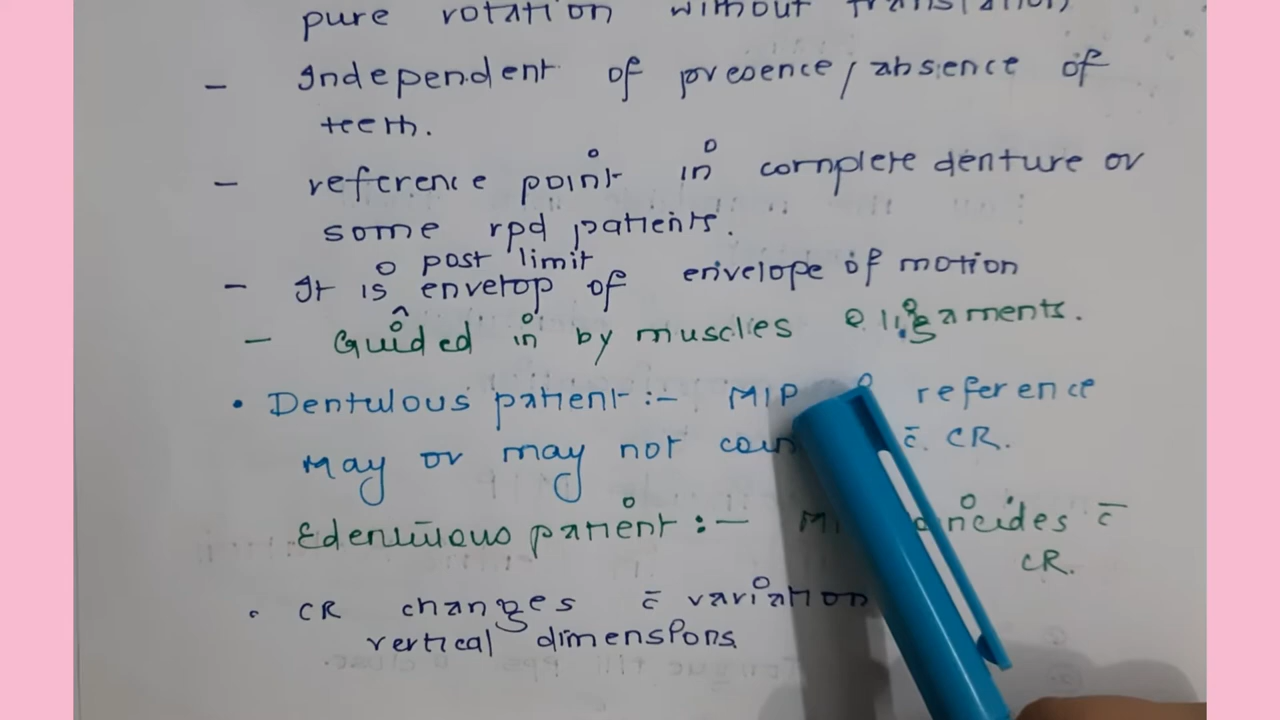 pure rotation without translation
- Independent of presence/absence of
teeth.
- reference point in complete denture or
some rpd patients.
post limit
- It is envelop of envelope of motion
- Guided in by muscles & ligaments.
• Dentulous patient :- MIP reference
May or may not c̄. CR.
Edentulous patient :- c̄
CR.
• CR changes c̄ variation
vertical dimensions